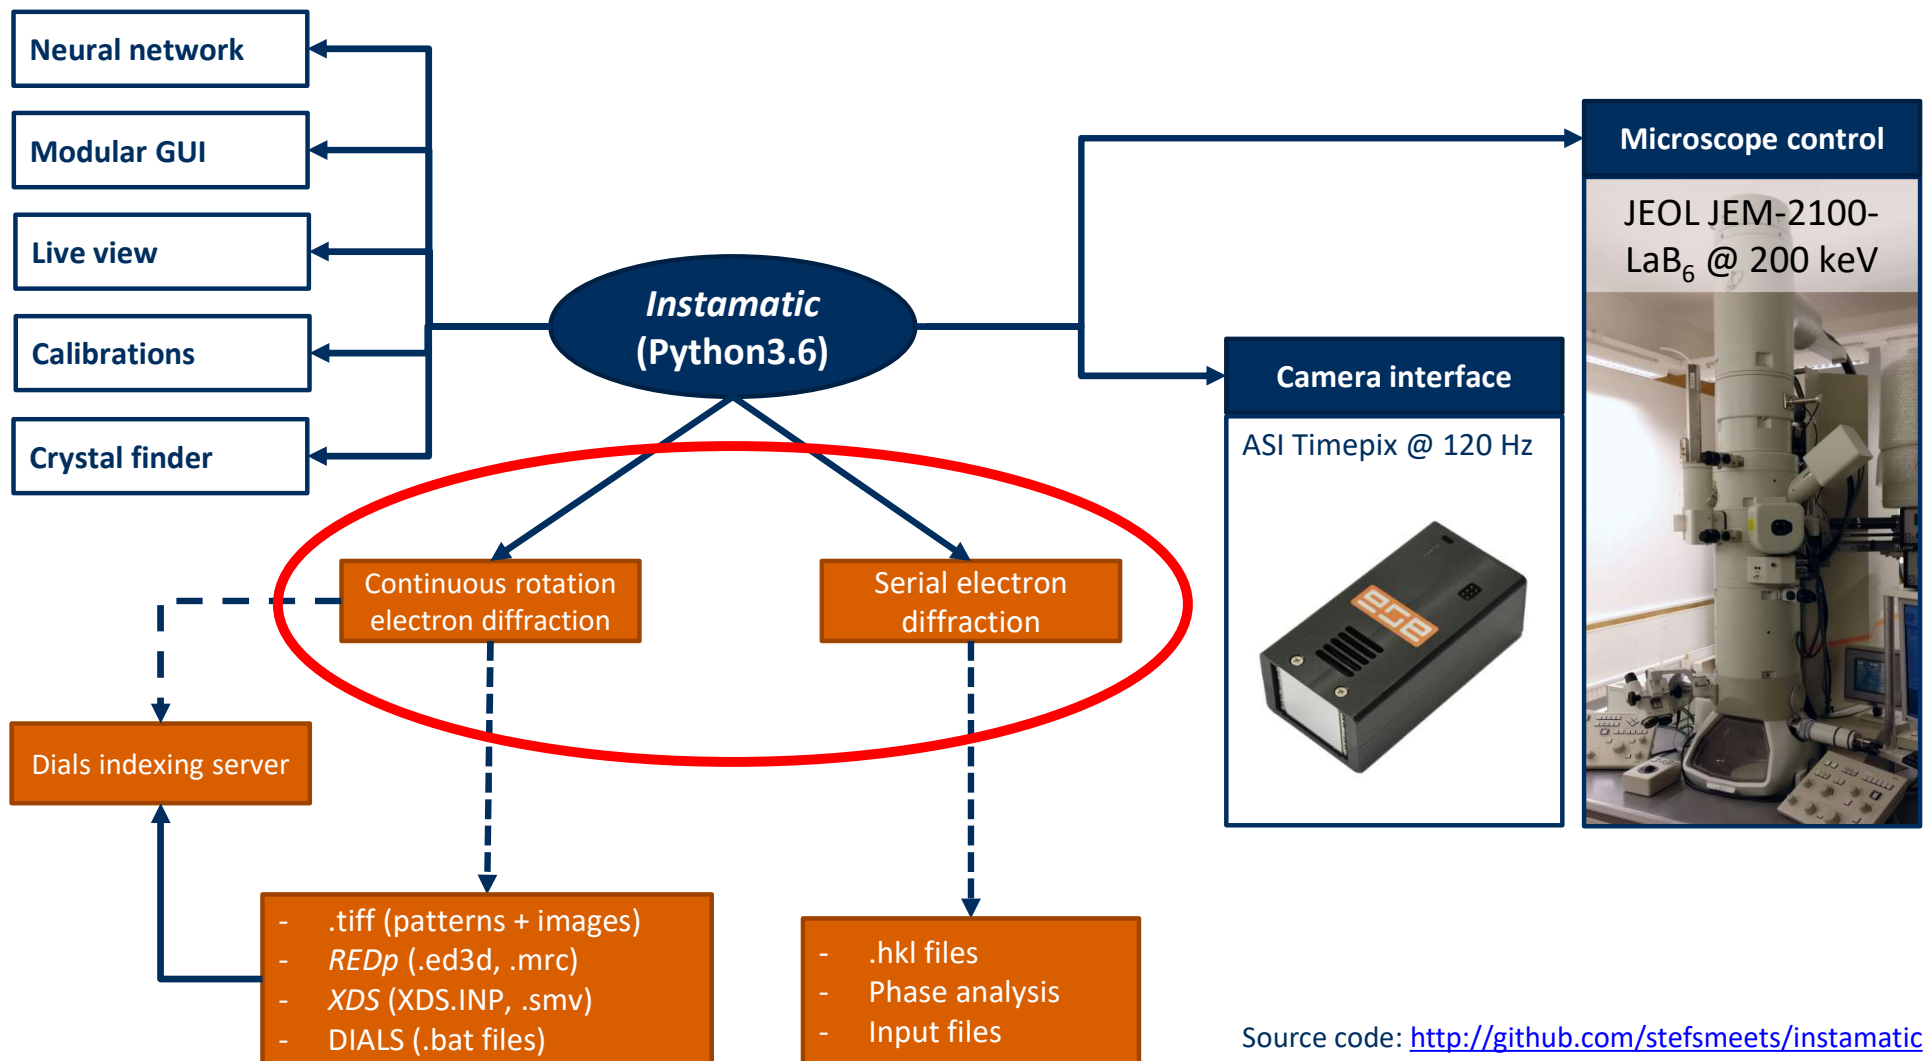 Neural network
Modular GUI
Live view
Calibrations
Crystal finder
Instamatic
(Python3.6)
Microscope control
JEOL JEM-2100-
LaB6 @ 200 keV
Camera interface
ASI Timepix @ 120 Hz
Continuous rotation
electron diffraction
Serial electron
diffraction
Dials indexing server
- .tiff (patterns + images)
- REDp (.ed3d, .mrc)
- XDS (XDS.INP, .smv)
- DIALS (.bat files)
- .hkl files
- Phase analysis
- Input files
Source code: http://github.com/stefsmeets/instamatic